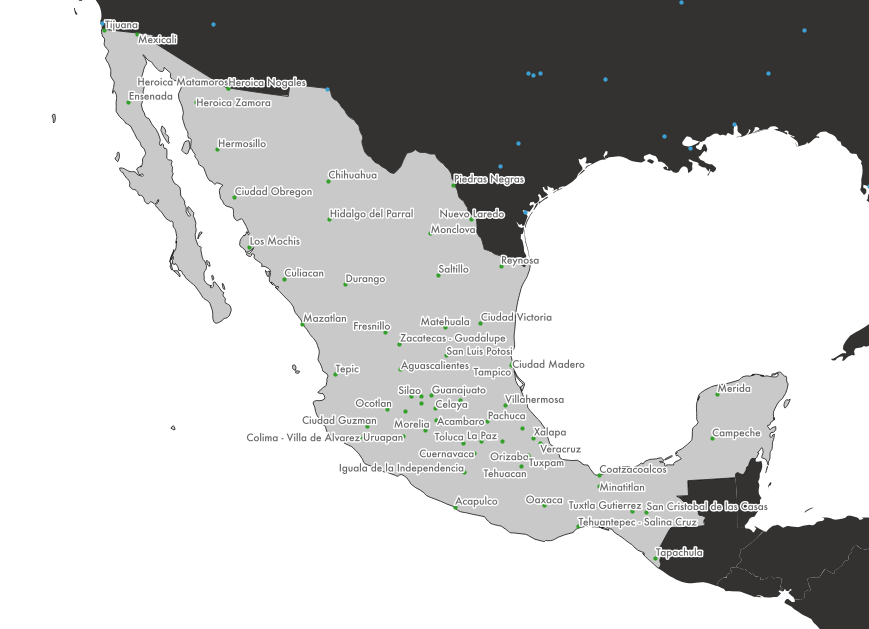 Tijuana
Mexicali
Heroica Matamoros
Heroica Nogales
Ensenada
Heroica Zamora
Hermosillo
Chihuahua
Piedras Negras
Ciudad Obregon
Hidalgo del Parral
Nuevo Laredo
Monclova
Los Mochis
Reynosa
Culiacan
Durango
Saltillo
Mazatlan
Fresnillo
Matehuala
Ciudad Victoria
Zacatecas - Guadalupe
San Luis Potosi
Tepic
Aguascalientes
Tampico
Ciudad Madero
Merida
Silao
Guanajuato
Ocotlan
Celaya
Villahermosa
Ciudad Guzman
Morelia
Acambaro
Pachuca
Colima - Villa de Alvarez
Uruapan
Toluca
La Paz
Xalapa
Campeche
Cuernavaca
Orizaba
Veracruz
Iguala de la Independencia
Tehuacan
Tuxpam
Coatzacoalcos
Minatitlan
Acapulco
Oaxaca
Tuxtla Gutierrez
San Cristobal de las Casas
Tehuantepec - Salina Cruz
Tapachula